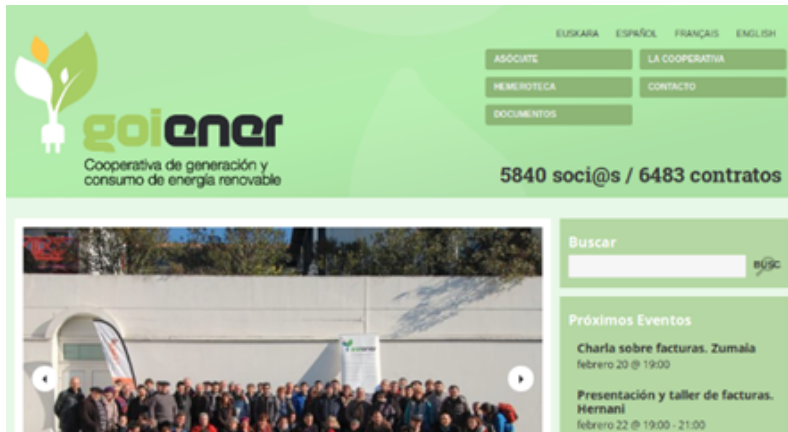 EUSKARA ESPAÑOL FRANÇAIS ENGLISH
ASÓCIATE LA COOPERATIVA
HEMEROTECA CONTACTO
DOCUMENTOS
goiener
Cooperativa de generación y
consumo de energía renovable
5840 soci@s / 6483 contratos
Buscar
BUSC
Próximos Eventos
Charla sobre facturas. Zumaia
febrero 20 @ 19:00
Presentación y taller de facturas.
Hernani
febrero 22 @ 19:00 - 21:00
goiener